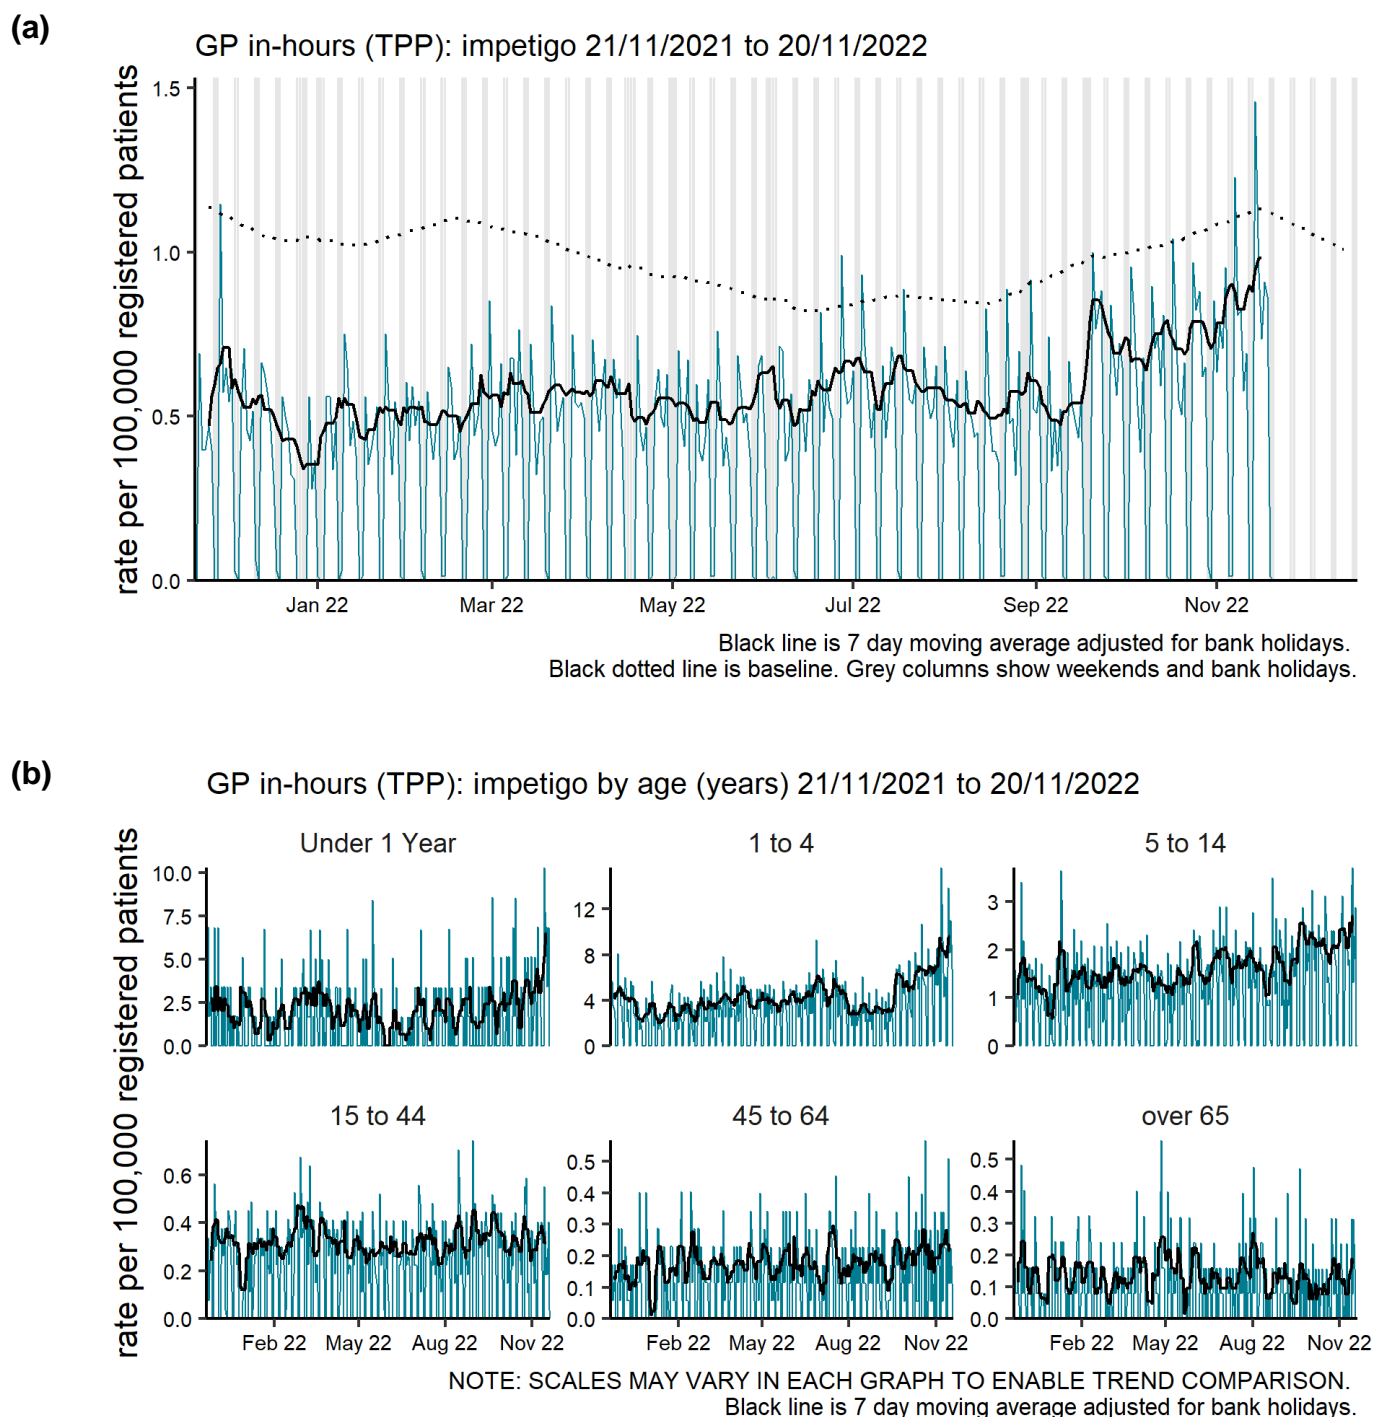 (a)
GP in-hours (TPP): impetigo 21/11/2021 to 20/11/2022
rate per 100,000 registered patients
1.5
1.0
0.5
0.0
Jan 22 Mar 22 May 22 Jul 22 Sep 22 Nov 22
Black line is 7 day moving average adjusted for bank holidays.
Black dotted line is baseline. Grey columns show weekends and bank holidays.
(b)
GP in-hours (TPP): impetigo by age (years) 21/11/2021 to 20/11/2022
rate per 100,000 registered patients
Under 1 Year 1 to 4 5 to 14
10.0
7.5
5.0
2.5
0.0
12
8
4
0
3
2
1
0
15 to 44 45 to 64 over 65
0.6
0.4
0.2
0.0
0.5
0.4
0.3
0.2
0.1
0.0
0.5
0.4
0.3
0.2
0.1
0.0
Feb 22 May 22 Aug 22 Nov 22 Feb 22 May 22 Aug 22 Nov 22 Feb 22 May 22 Aug 22 Nov 22
NOTE: SCALES MAY VARY IN EACH GRAPH TO ENABLE TREND COMPARISON.
Black line is 7 day moving average adjusted for bank holidays.